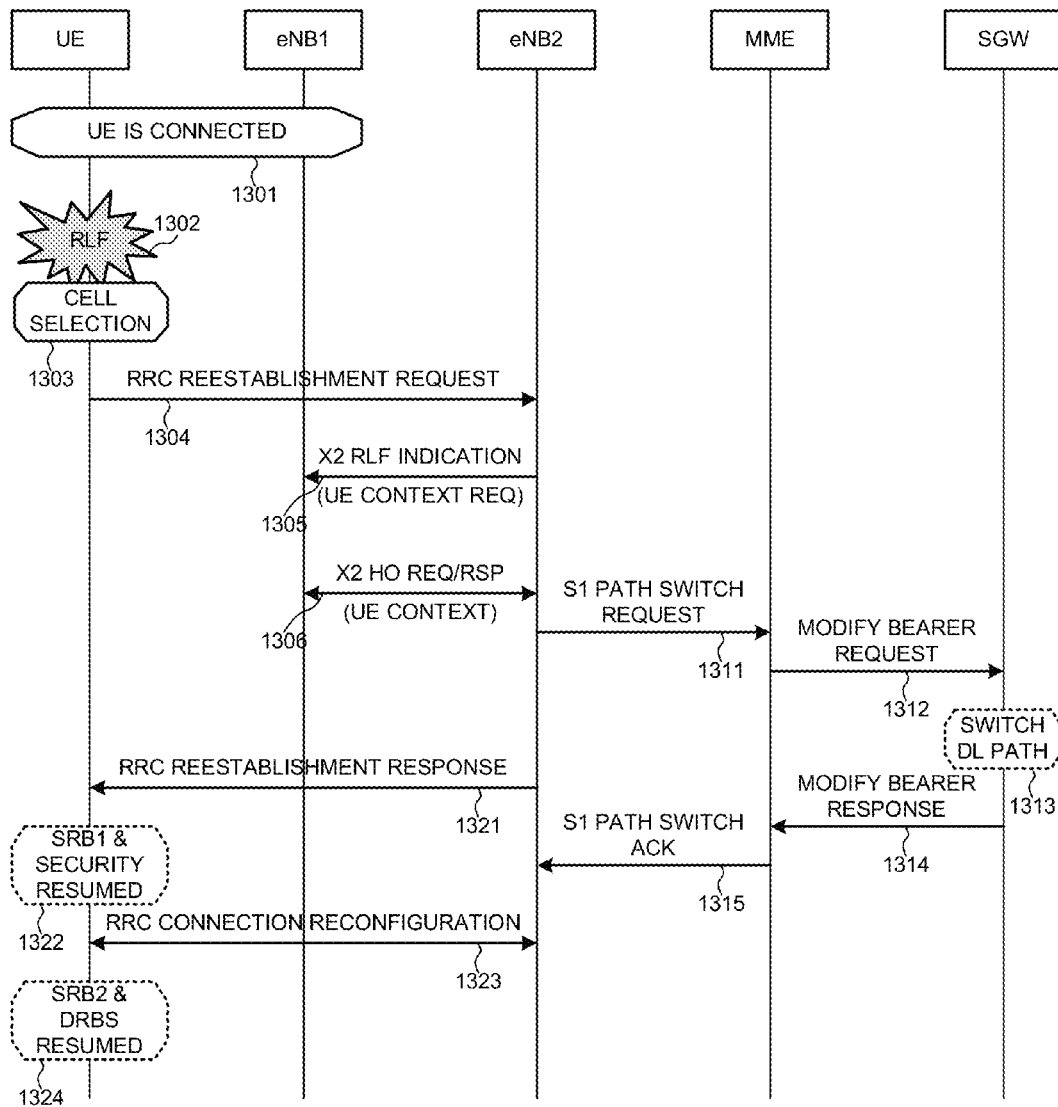 UE
eNB1
eNB2
MME
SGW
UE IS CONNECTED
1301
RLF
1302
CELL
SELECTION
1303
RRC REESTABLISHMENT REQUEST
1304
X2 RLF INDICATION
(UE CONTEXT REQ)
1305
X2 HO REQ/RSP
(UE CONTEXT)
1306
S1 PATH SWITCH
REQUEST
1311
MODIFY BEARER
REQUEST
1312
SWITCH
DL PATH
1313
RRC REESTABLISHMENT RESPONSE
1321
MODIFY BEARER
RESPONSE
1314
S1 PATH SWITCH
ACK
1315
SRB1 &
SECURITY
RESUMED
1322
RRC CONNECTION RECONFIGURATION
1323
SRB2 &
DRBS
RESUMED
1324